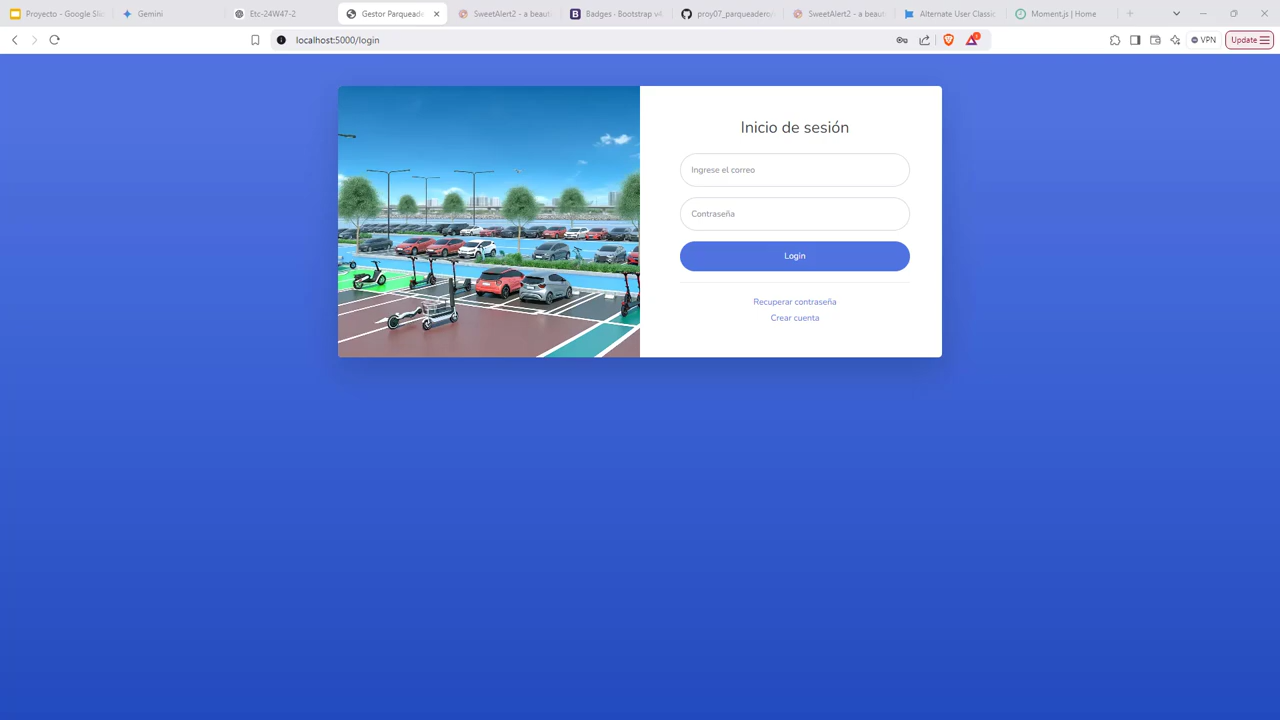 Proyecto - Google Slid
Gemini
Etc-24W47-2
Gestor Parqueade
SweetAlert2 - a beaut
Badges · Bootstrap v4
proy07_parqueadero
SweetAlert2 - a beaut
Alternate User Classic
Moment.js | Home
localhost:5000/login
VPN
Update
Inicio de sesión
Ingrese el correo
Contraseña
Login
Recuperar contraseña
Crear cuenta